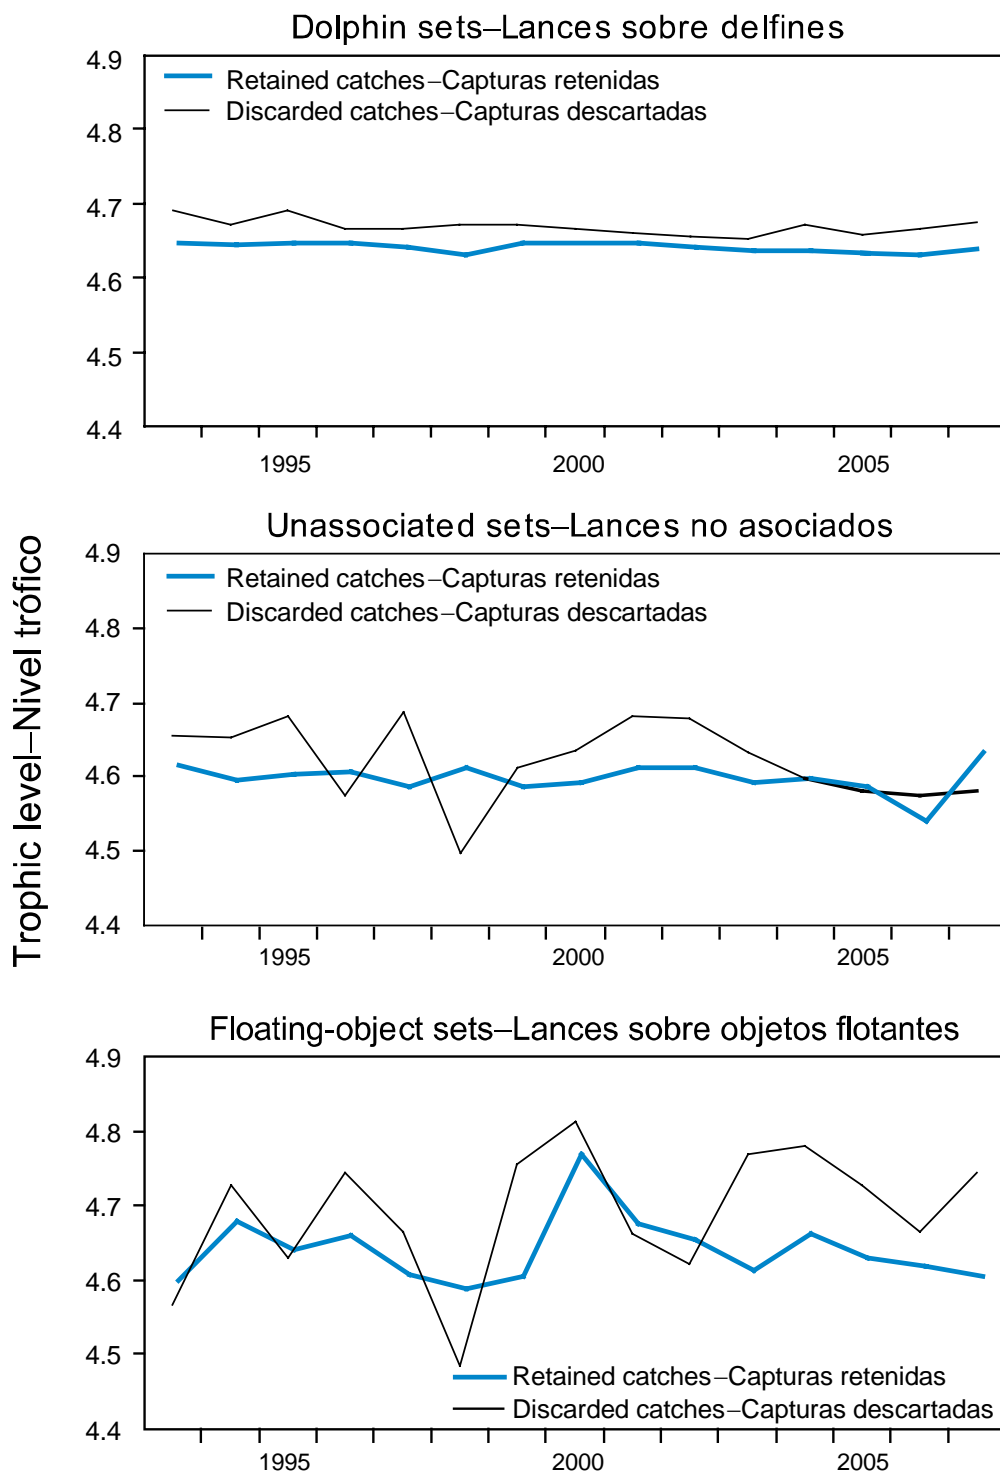 Dolphin sets–Lances sobre delfines
4.9
Retained catches–Capturas retenidas
Discarded catches–Capturas descartadas
4.8
4.7
4.6
4.5
4.4
1995 2000 2005
Trophic level–Nivel trófico
Unassociated sets–Lances no asociados
4.9
Retained catches–Capturas retenidas
Discarded catches–Capturas descartadas
4.8
4.7
4.6
4.5
4.4
1995 2000 2005
Floating-object sets–Lances sobre objetos flotantes
4.9
4.8
4.7
4.6
4.5
Retained catches–Capturas retenidas
Discarded catches–Capturas descartadas
4.4
1995 2000 2005